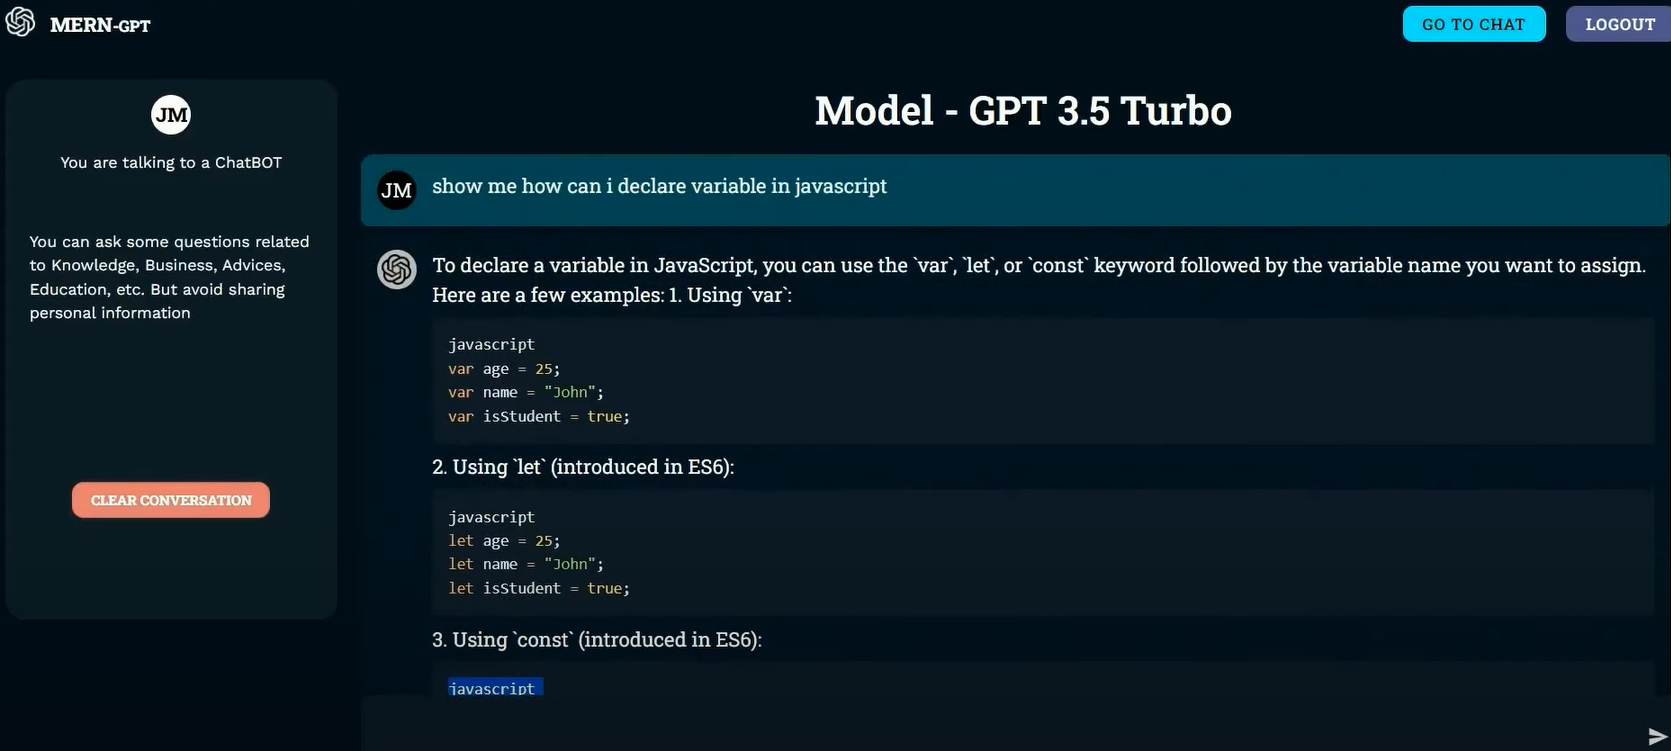 MERN-GPT
GO TO CHAT
LOGOUT
JM
You are talking to a ChatBOT
You can ask some questions related
to Knowledge, Business, Advices,
Education, etc. But avoid sharing
personal information
CLEAR CONVERSATION
Model - GPT 3.5 Turbo
JM
show me how can i declare variable in javascript
To declare a variable in JavaScript, you can use the `var`, `let`, or `const` keyword followed by the variable name you want to assign.
Here are a few examples: 1. Using `var`:
javascript
var age = 25;
var name = "John";
var isStudent = true;
2. Using `let` (introduced in ES6):
javascript
let age = 25;
let name = "John";
let isStudent = true;
3. Using `const` (introduced in ES6):
javascript